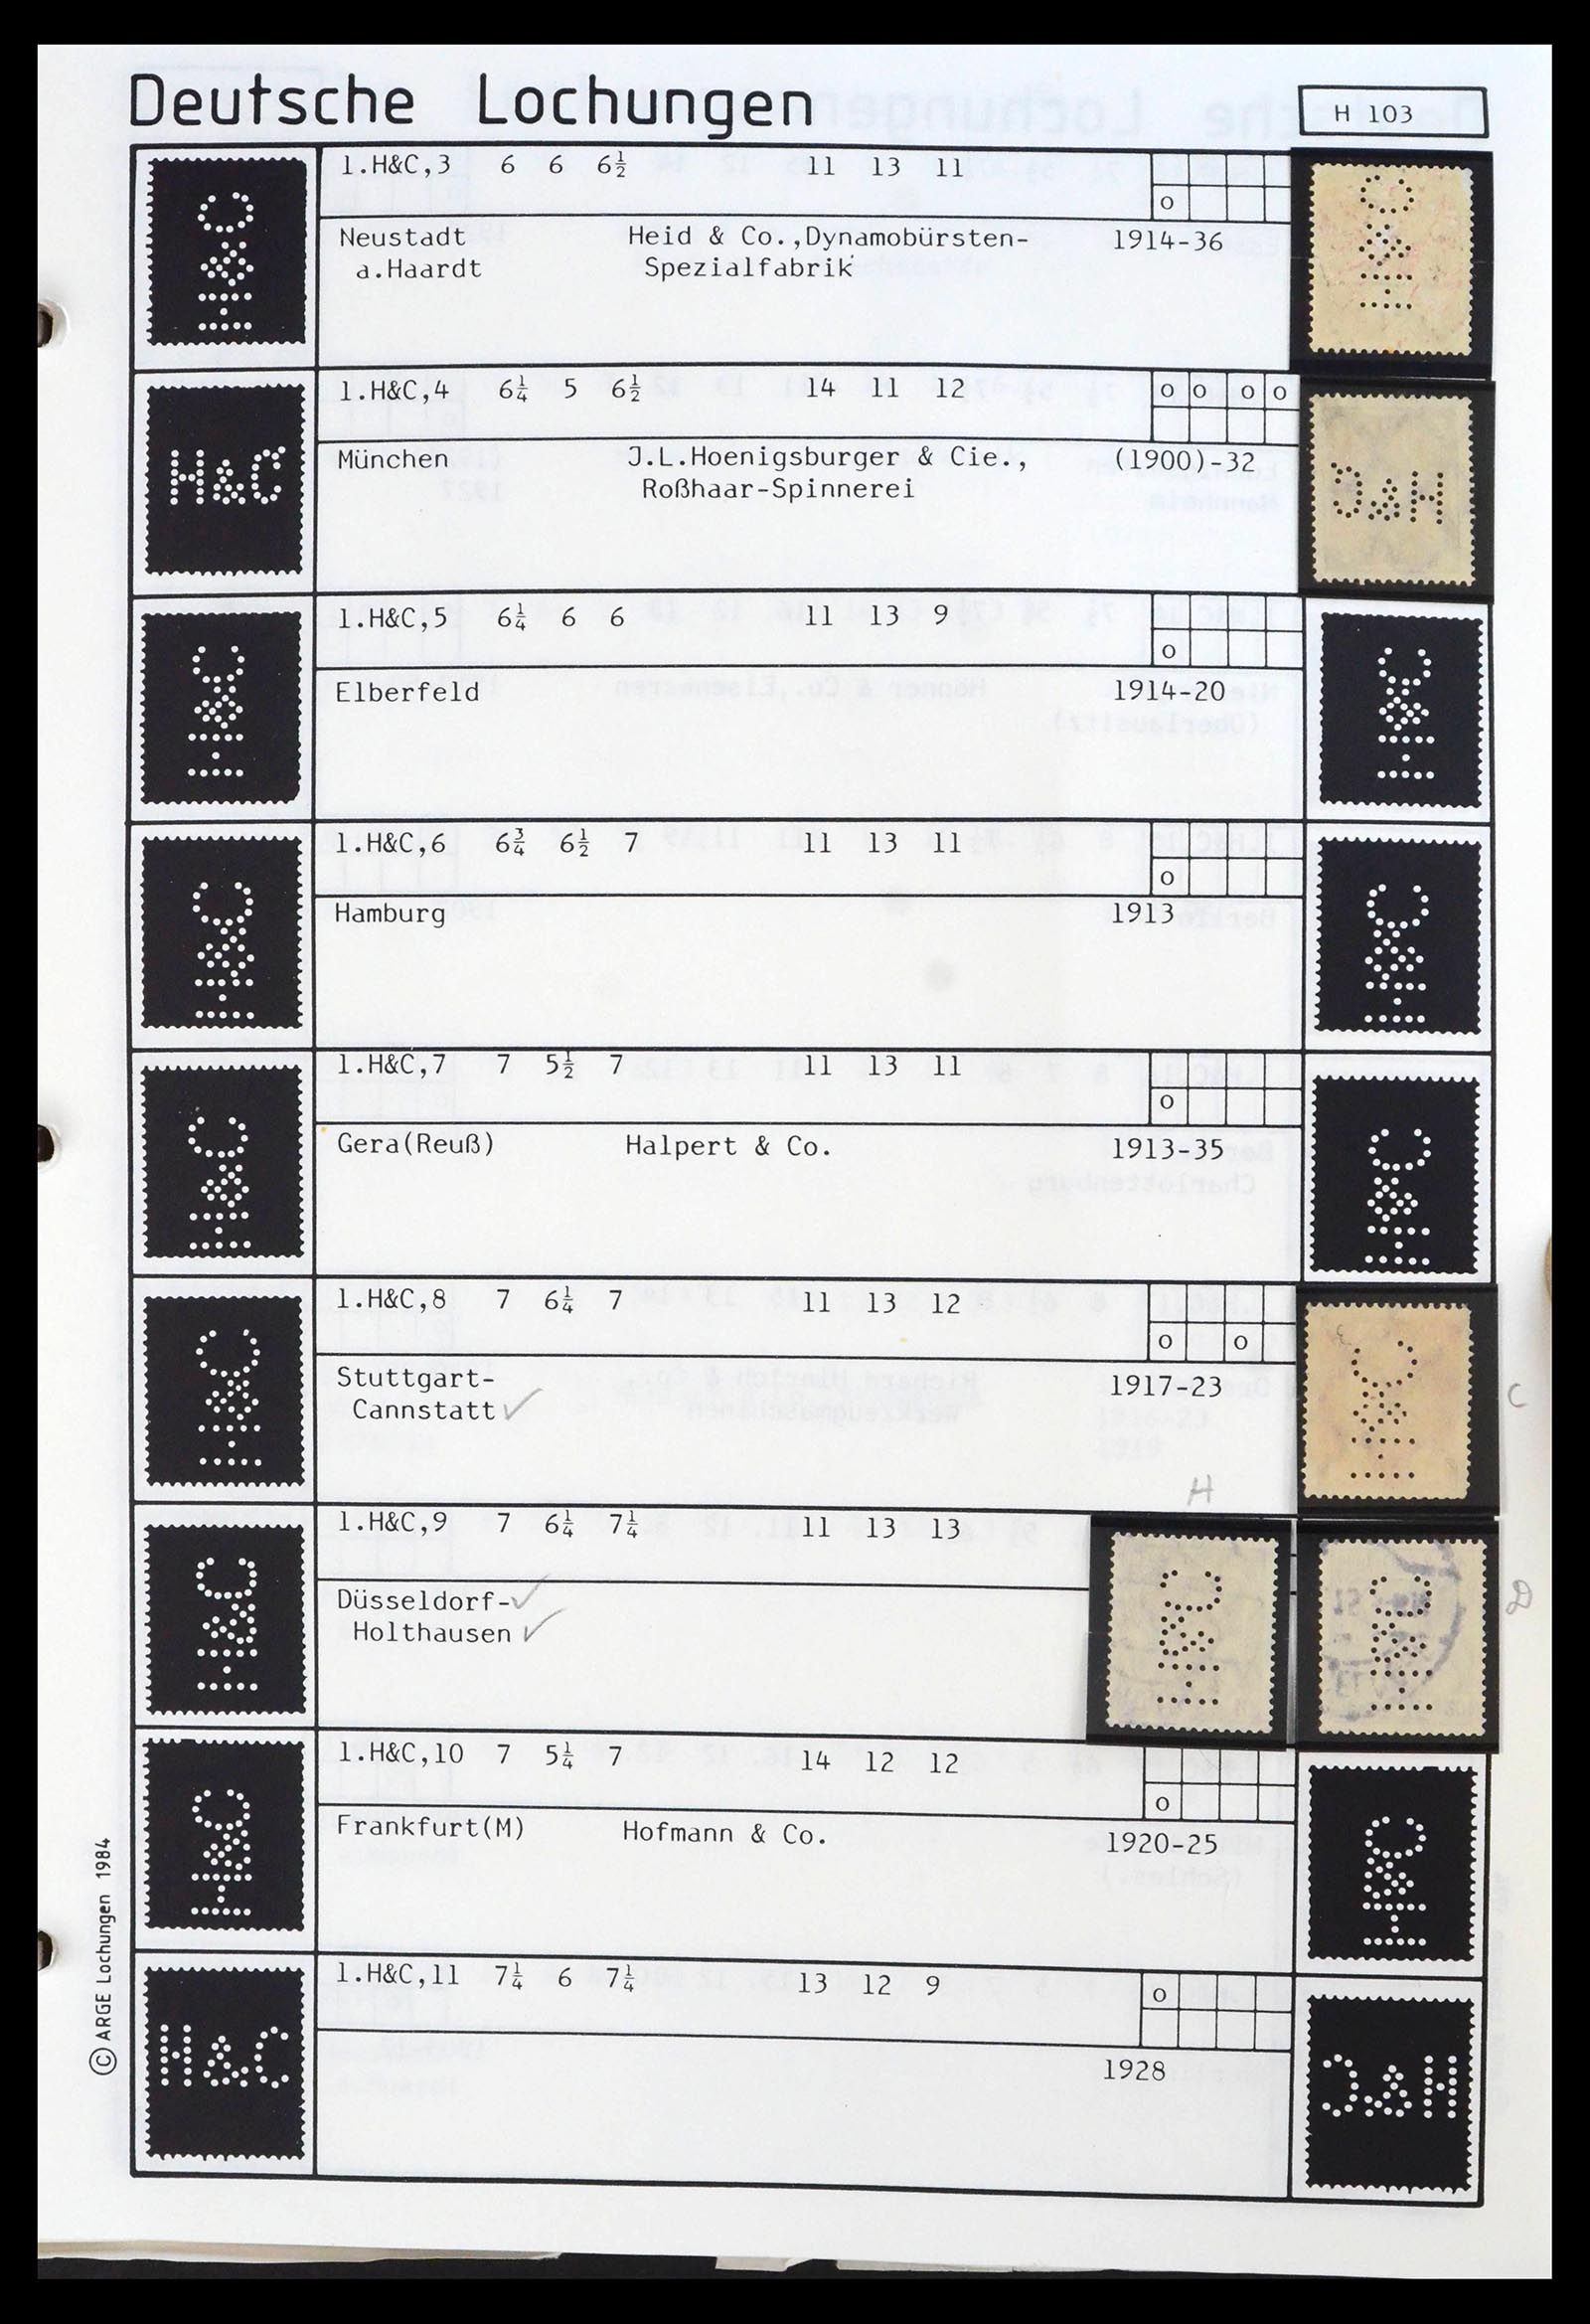 Deutsche Lochungen
H 103
1.H&C,3 6 6 6½ 11 13 11
o
Neustadt Heid & Co.,Dynamobürsten- 1914-36
a.Haardt Spezialfabrik
H&C
H&C
1.H&C,4 6¼ 5 6½ 14 11 12
o o o o
München J.L.Hoenigsburger & Cie., (1900)-32
Roßhaar-Spinnerei
H&C
H&C
1.H&C,5 6¼ 6 6 11 13 9
o
Elberfeld 1914-20
H&C
H&C
1.H&C,6 6¾ 6½ 7 11 13 11
o
Hamburg 1913
H&C
H&C
1.H&C,7 7 5½ 7 11 13 11
o
Gera(Reuß) Halpert & Co. 1913-35
H&C
H&C
1.H&C,8 7 6¼ 7 11 13 12
o o
Stuttgart- 1917-23
Cannstatt
H&C
H&C
C
H
1.H&C,9 7 6¼ 7¼ 11 13 13
Düsseldorf-
Holthausen
H&C
H&C
H&C
1.H&C,10 7 5¼ 7 14 12 12
o
Frankfurt(M) Hofmann & Co. 1920-25
H&C
H&C
1.H&C,11 7¼ 6 7¼ 13 12 9
o
1928
H&C
H&C
© ARGE Lochungen 1984